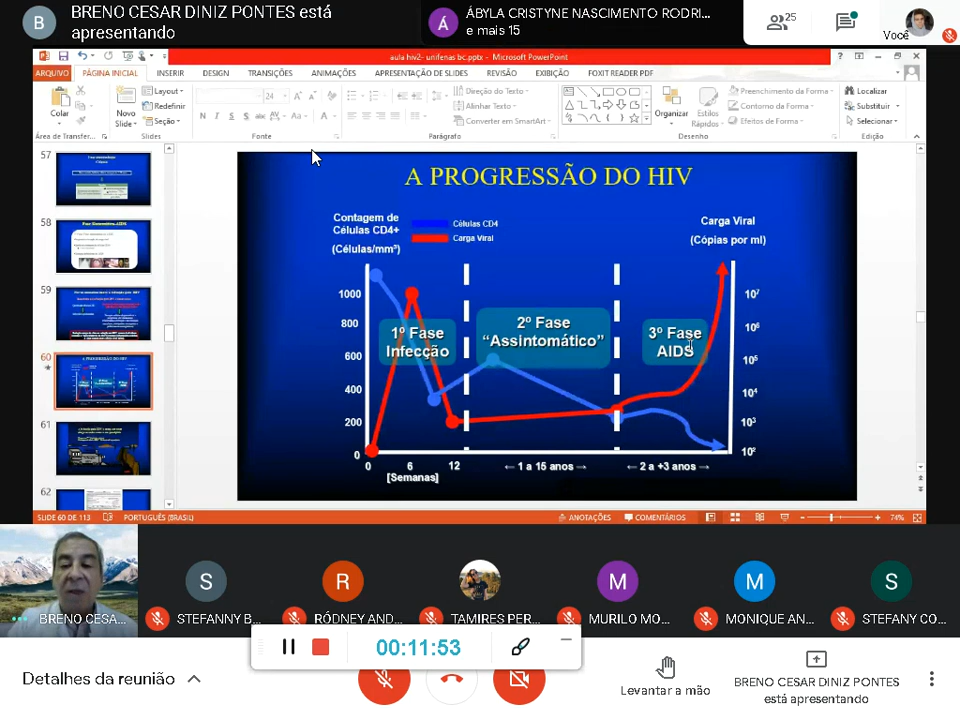 B
BRENO CESAR DINIZ PONTES está
apresentando
Á
ÁBYLA CRISTYNE NASCIMENTO RODRI...
e mais 15
25
Você
aula hiv2- unifenas bc.pptx - Microsoft PowerPoint
ARQUIVO
PÁGINA INICIAL
INSERIR
DESIGN
TRANSIÇÕES
ANIMAÇÕES
APRESENTAÇÃO DE SLIDES
REVISÃO
EXIBIÇÃO
FOXIT READER PDF
Colar
Novo
Slide
Layout
Redefinir
Seção
24
N I S S abc AV Aa A
Direção do Texto
Alinhar Texto
Converter em SmartArt
Organizar
Estilos
Rápidos
Preenchimento da Forma
Contorno da Forma
Efeitos de Forma
Localizar
Substituir
Selecionar
Área de Transfer...
Slides
Fonte
Parágrafo
Desenho
Edição
57
58
59
60
A PROGRESSÃO DO HIV
61
62
A PROGRESSÃO DO HIV
Contagem de
Células CD4+
(Células/mm³)
Células CD4
Carga Viral
Carga Viral
(Cópias por ml)
1000
800
600
400
200
0
1º Fase
Infecção
2º Fase
“Assintomático”
3º Fase
AIDS
10⁷
10⁶
10⁵
10⁴
10³
10²
0
6
12
[Semanas]
← 1 a 15 anos →
← 2 a +3 anos →
SLIDE 60 DE 113
PORTUGUÊS (BRASIL)
ANOTAÇÕES
COMENTÁRIOS
74%
BRENO CESA...
S
STEFANNY B...
R
RÓDNEY AND...
TAMIRES PER...
M
MURILO MO...
M
MONIQUE AN...
S
STEFANY CO...
00:11:53
Detalhes da reunião
Levantar a mão
BRENO CESAR DINIZ PONTES
está apresentando